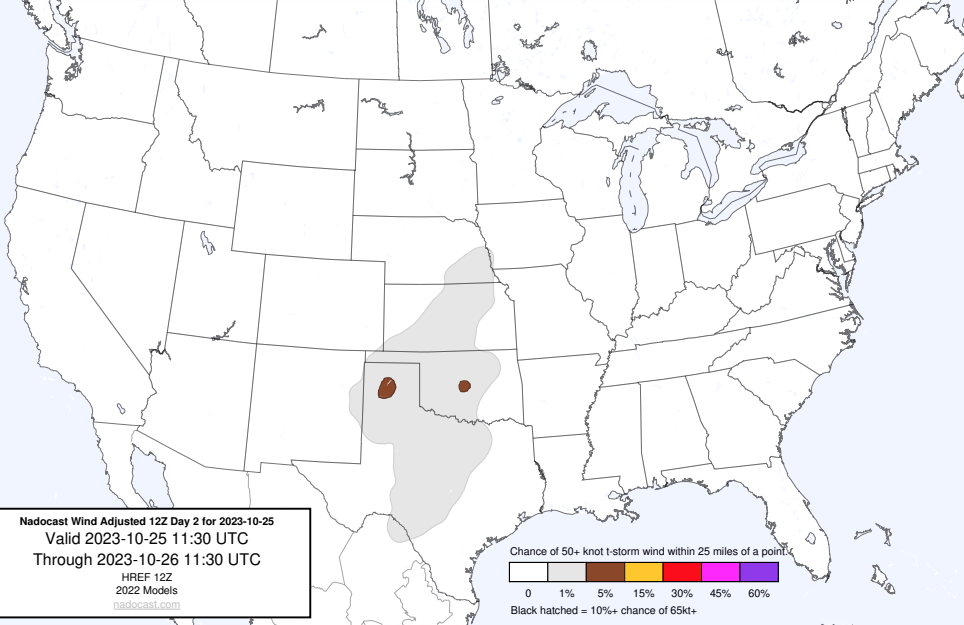 Nadocast Wind Adjusted 12Z Day 2 for 2023-10-25
Valid 2023-10-25 11:30 UTC
Through 2023-10-26 11:30 UTC
HREF 12Z
2022 Models
nadocast.com
Chance of 50+ knot t-storm wind within 25 miles of a point.
0 1% 5% 15% 30% 45% 60%
Black hatched = 10%+ chance of 65kt+